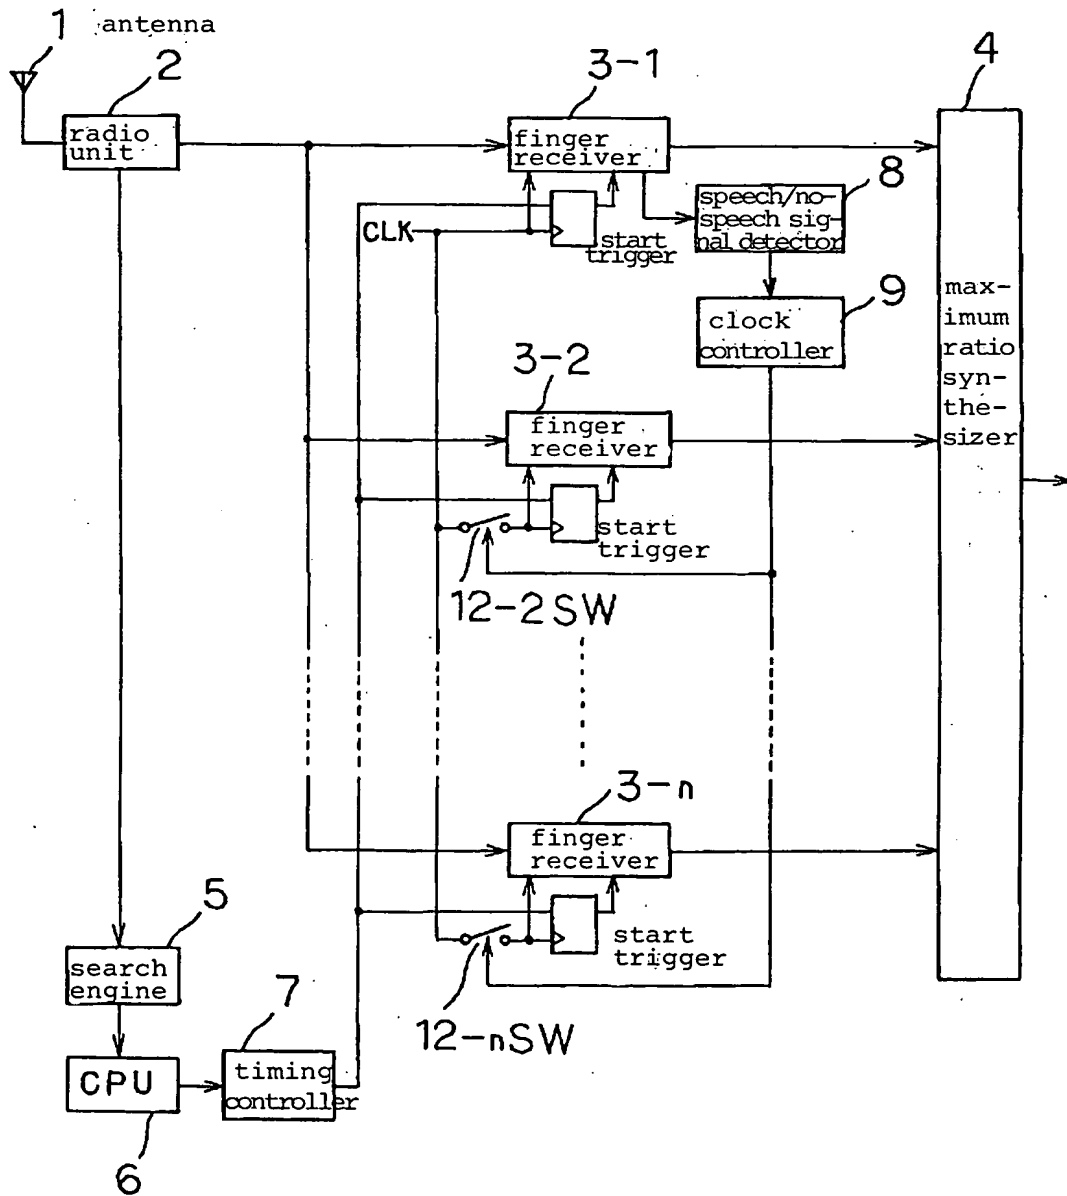 1 antenna
2
radio
unit
3-1
finger
receiver
4
8
speech/no-
speech sig-
nal detector
CLK
start
trigger
9
clock
controller
max-
imum
ratio
syn-
the-
sizer
3-2
finger
receiver
start
trigger
12-2SW
3-n
finger
receiver
start
trigger
12-nSW
5
search
engine
7
timing
controller
CPU
6